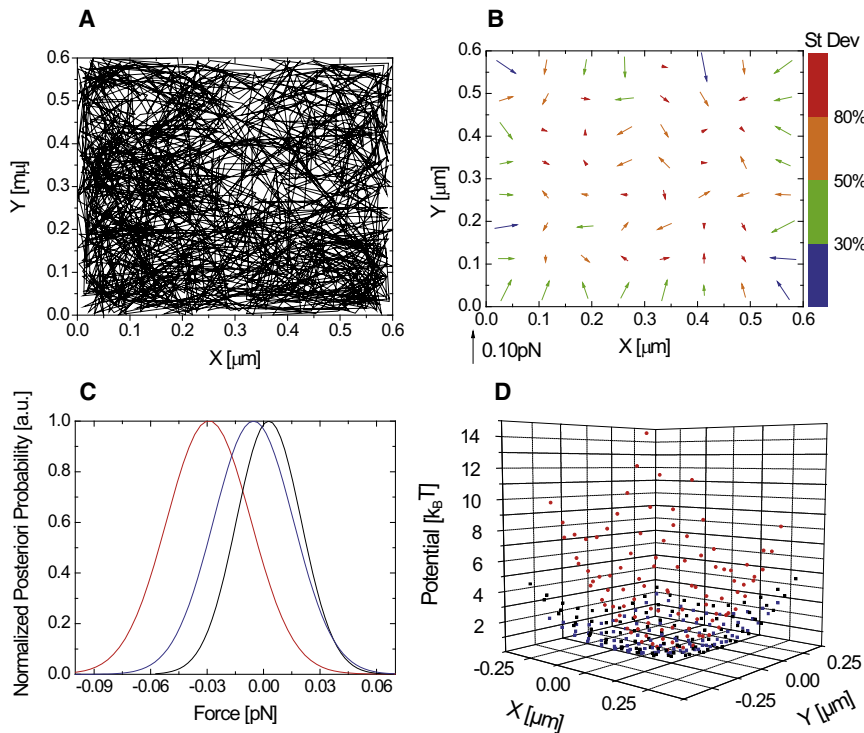 A
Y [mµ]
0.6
0.5
0.4
0.3
0.2
0.1
0.0
0.0 0.1 0.2 0.3 0.4 0.5 0.6
X [µm]
B
St Dev
Y [µm]
0.6
0.5
0.4
0.3
0.2
0.1
0.0
0.0 0.1 0.2 0.3 0.4 0.5 0.6
X [µm]
0.10pN
80%
50%
30%
C
Normalized Posteriori Probability [a.u.]
1.0
0.8
0.6
0.4
0.2
0.0
-0.09 -0.06 -0.03 0.00 0.03 0.06
Force [pN]
D
Potential [kBT]
14
12
10
8
6
4
2
-0.25 0.00 0.25
X [µm]
-0.25 0.00 0.25
Y [µm]